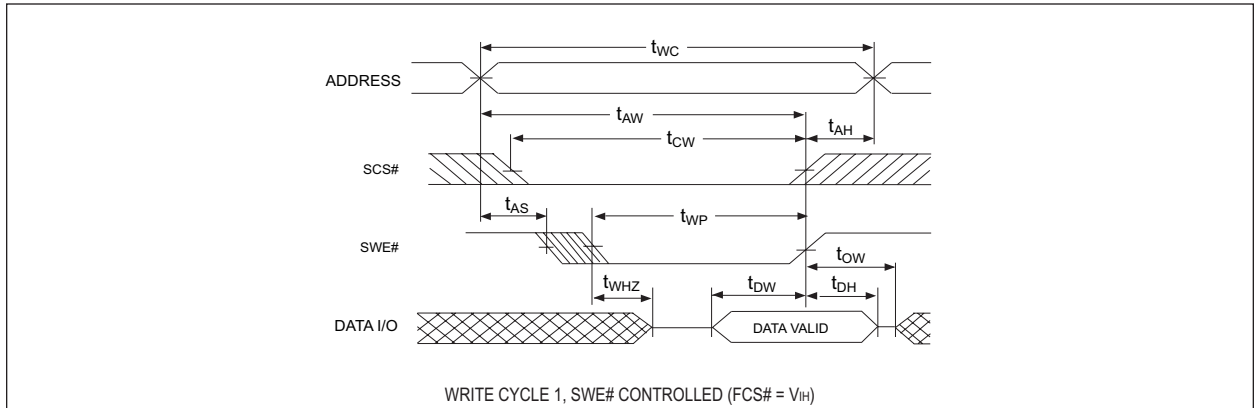 tWC
ADDRESS
tAW
tAH
tCW
SCS#
tAS
tWP
SWE#
tOW
tWHZ
tDW
tDH
DATA I/O
DATA VALID
WRITE CYCLE 1, SWE# CONTROLLED (FCS# = VIH)